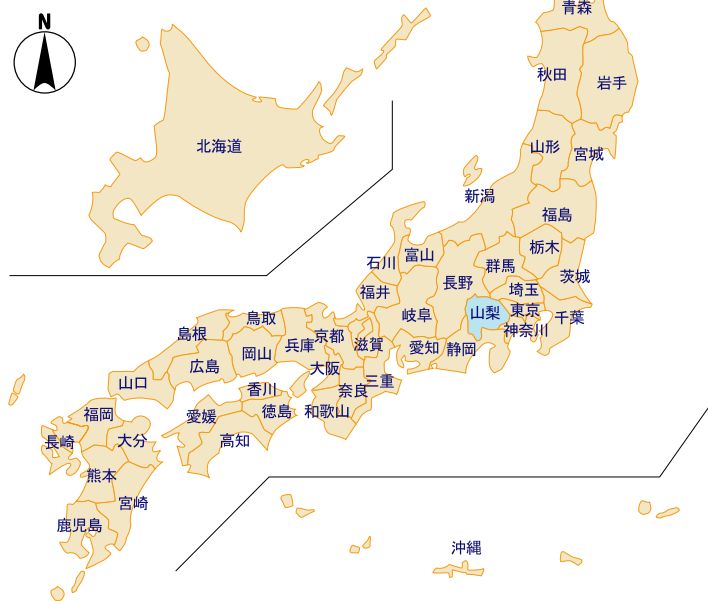 N
青森
秋田
岩手
北海道
山形
宮城
新潟
福島
栃木
石川
富山
群馬
茨城
長野
福井
埼玉
岐阜
山梨
東京
千葉
神奈川
鳥取
島根
京都
兵庫
滋賀
愛知
静岡
岡山
広島
大阪
山口
三重
香川
奈良
福岡
愛媛
徳島
和歌山
長崎
大分
高知
熊本
宮崎
鹿児島
沖縄